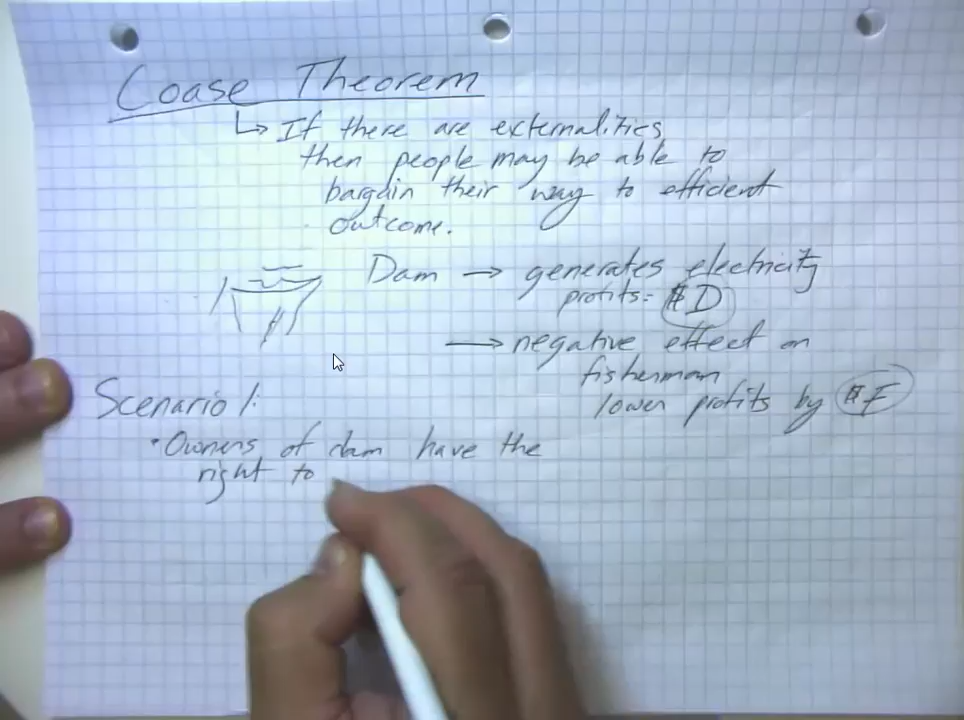 Coase Theorem
↳ If there are externalities,
then people may be able to
bargain their way to efficient
outcome.
Dam → generates electricity
profits = $D
→ negative effect on
fisherman
lower profits by $F
Scenario 1:
• Owners of dam have the
right to